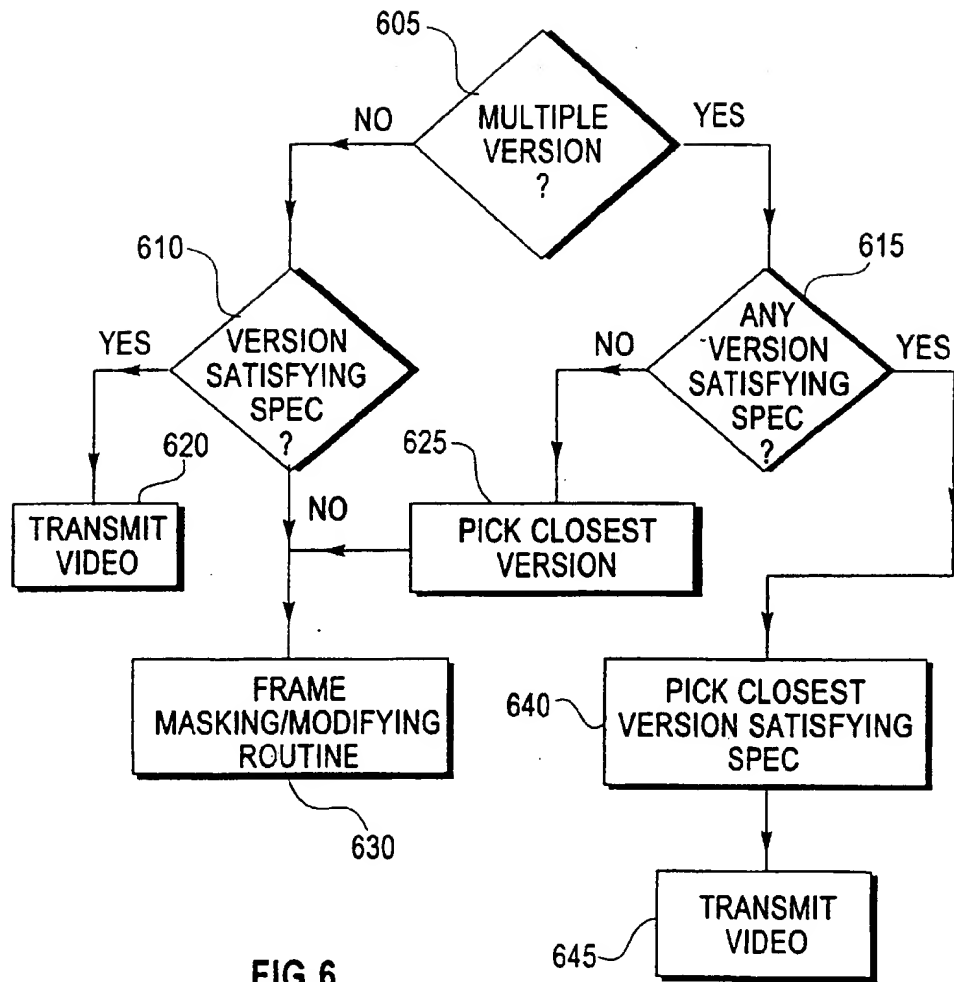 605
MULTIPLE
VERSION
?
NO
YES
610
VERSION
SATISFYING
SPEC
?
YES
NO
615
ANY
VERSION
SATISFYING
SPEC
?
NO
YES
620
TRANSMIT
VIDEO
625
PICK CLOSEST
VERSION
FRAME
MASKING/MODIFYING
ROUTINE
630
640
PICK CLOSEST
VERSION SATISFYING
SPEC
TRANSMIT
VIDEO
645
FIG 6